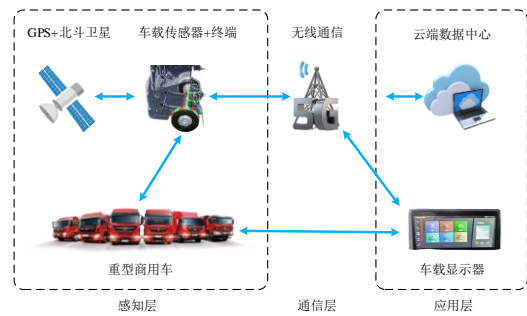 GPS+北斗卫星
车载传感器+终端
无线通信
云端数据中心
5G
重型商用车
车载显示器
感知层
通信层
应用层